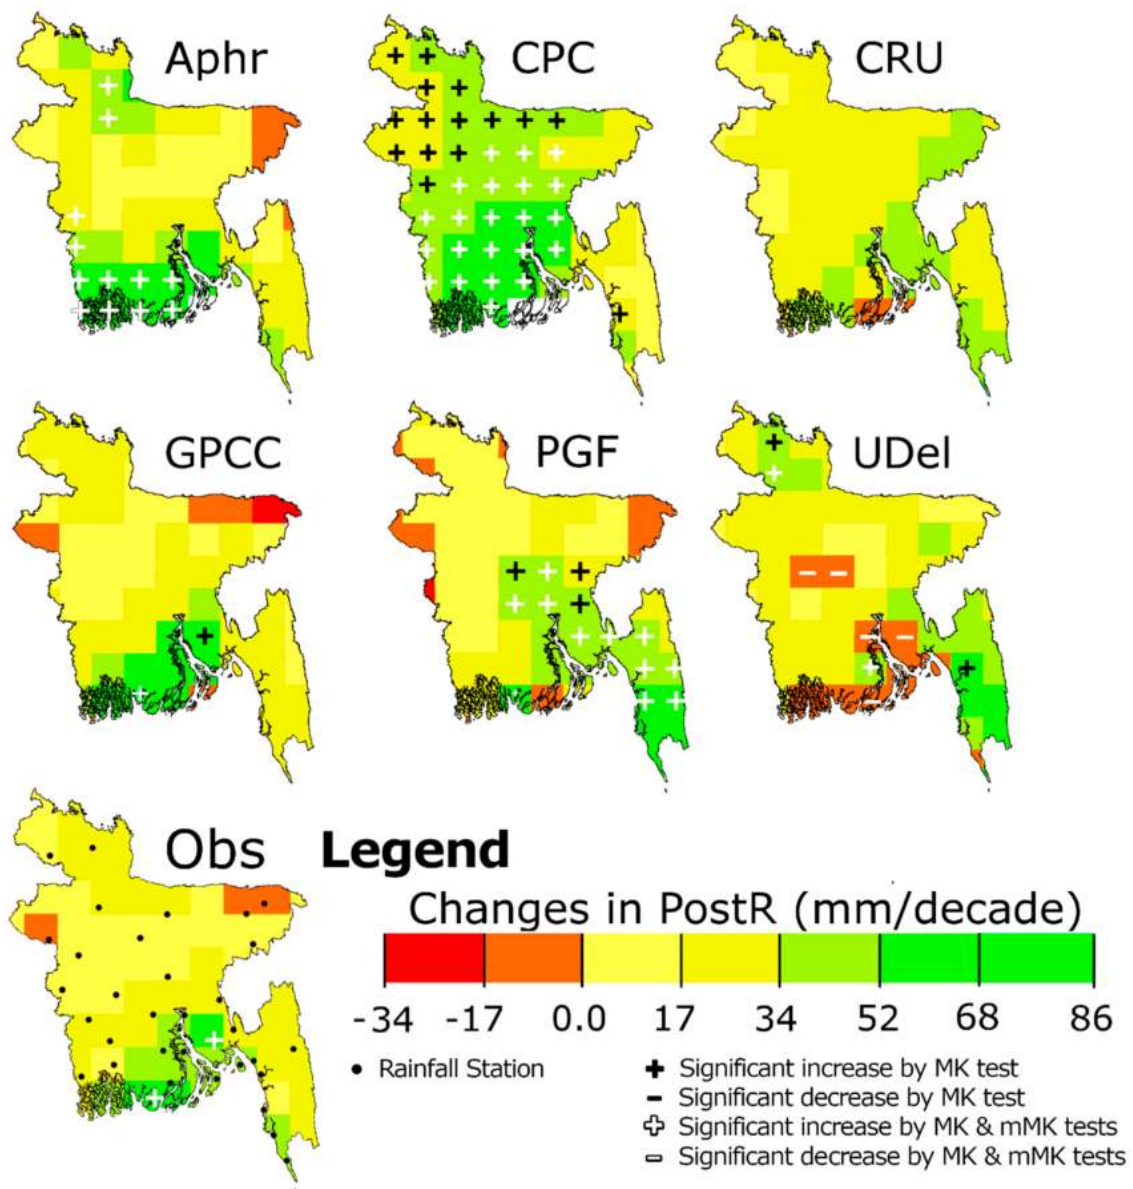 Aphr
CPC
CRU
GPCC
PGF
UDel
Obs
Legend
Changes in PostR (mm/decade)
-34 -17 0.0 17 34 52 68 86
Rainfall Station
Significant increase by MK test
Significant decrease by MK test
Significant increase by MK & mMK tests
Significant decrease by MK & mMK tests